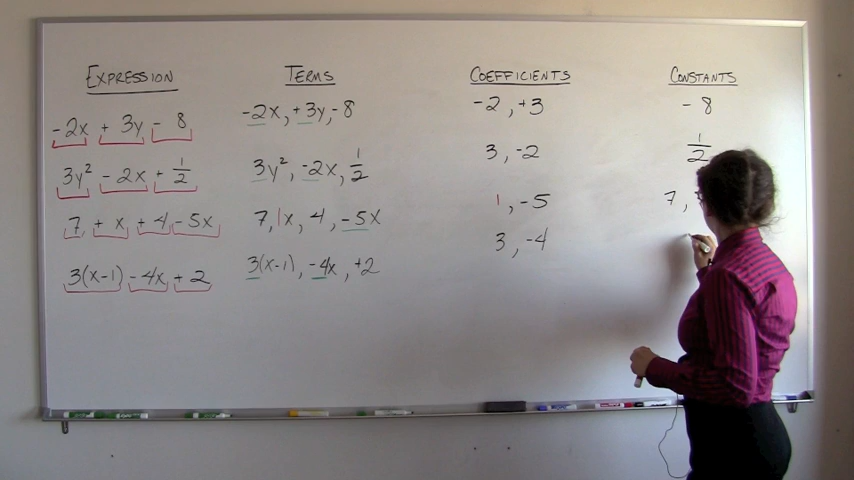 EXPRESSION TERMS COEFFICIENTS CONSTANTS
-2x + 3y - 8 -2x, +3y, -8 -2, +3 -8
3y² - 2x + 1/2 3y², -2x, 1/2 3, -2 1/2
7 + x + 4 - 5x 7, 1x, 4, -5x 1, -5 7,
3(x-1) - 4x + 2 3(x-1), -4x, +2 3, -4